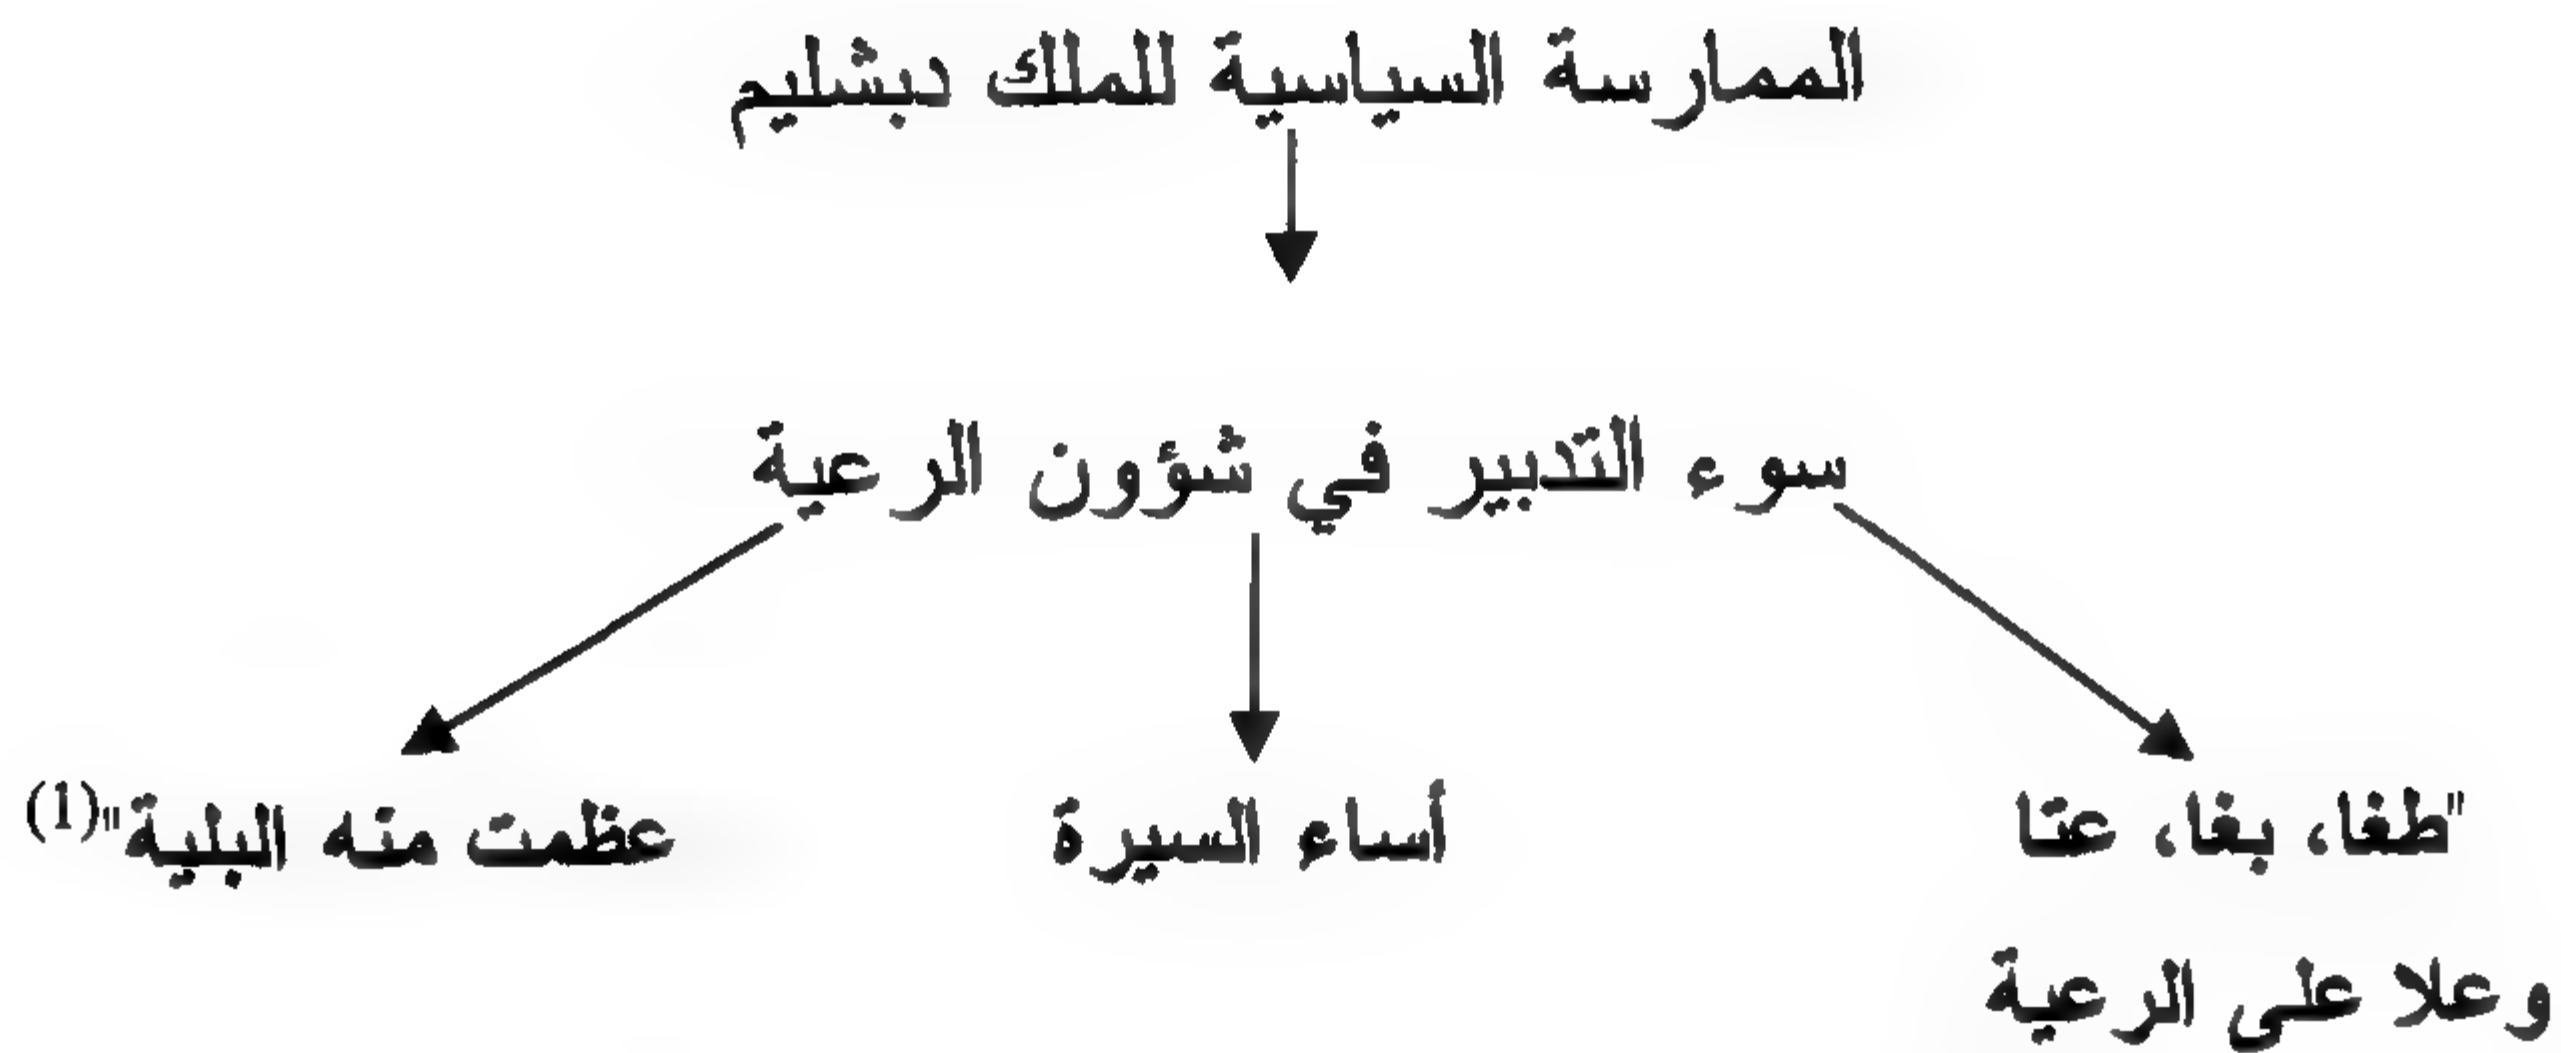 الممارسة السياسية للملك دبشليم
سوء التدبير في شؤون الرعية
"طغا، بغا، عتا
وعلا على الرعية
أساء السيرة
عظمت منه البلية"(1)